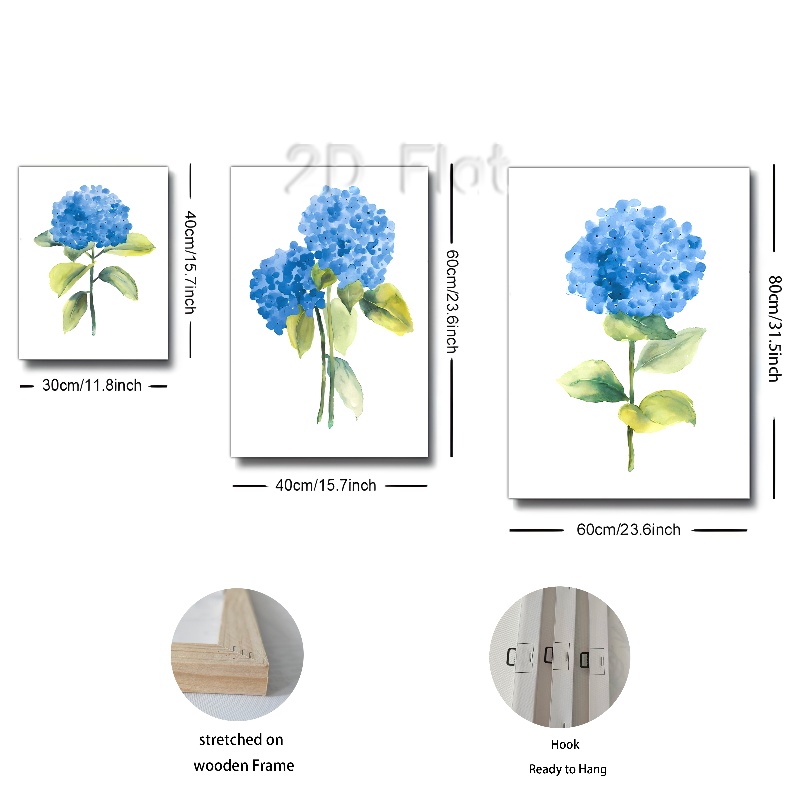 2D Flat
40cm/15.7inch
60cm/23.6inch
80cm/31.5inch
30cm/11.8inch
40cm/15.7inch
60cm/23.6inch
stretched on
wooden Frame
Hook
Ready to Hang